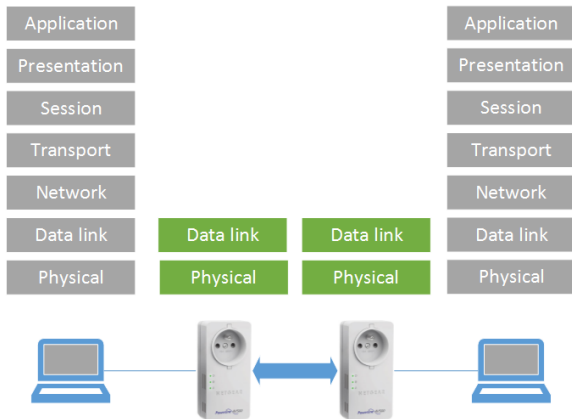 Application
Presentation
Session
Transport
Network
Data link
Physical
Data link
Physical
Data link
Physical
Application
Presentation
Session
Transport
Network
Data link
Physical